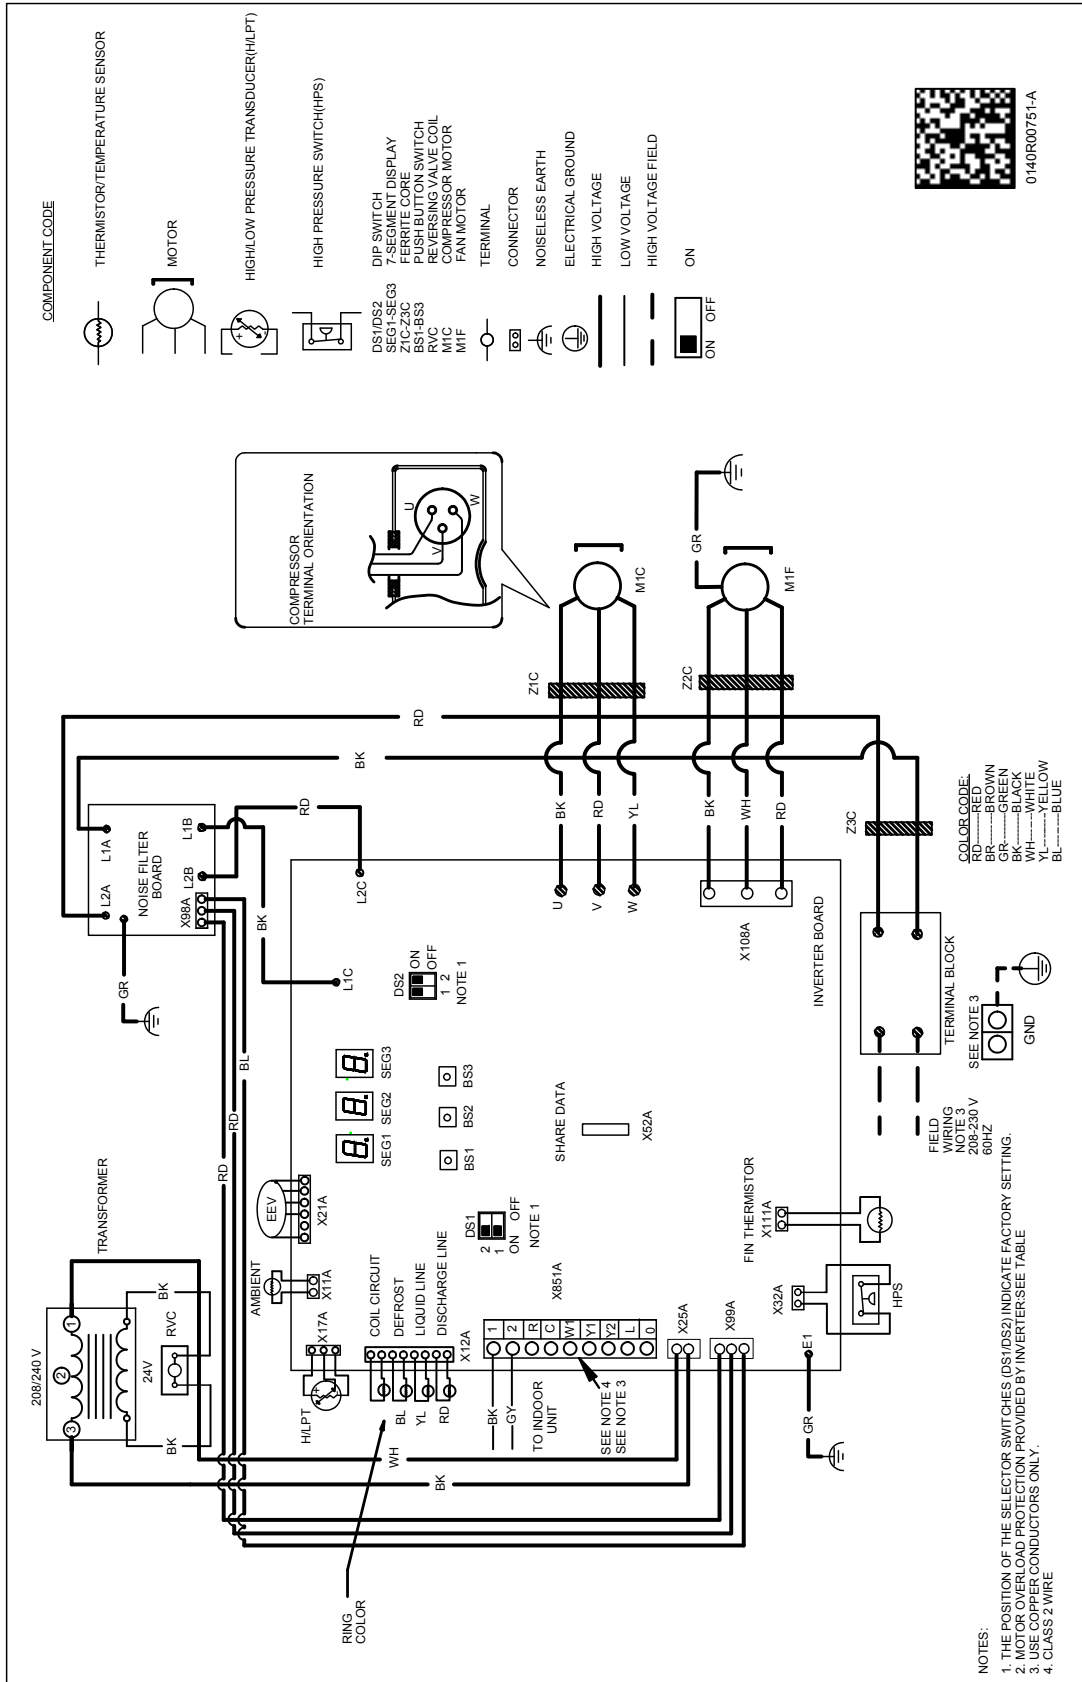 COMPONENT CODE
THERMISTOR/TEMPERATURE SENSOR
MOTOR
HIGH/LOW PRESSURE TRANSDUCER(H/LPT)
HIGH PRESSURE SWITCH(HPS)
DS1/DS2 DIP SWITCH
SEG1-SEG3 7-SEGMENT DISPLAY
Z1C-Z3C FERRITE CORE
BS1-BS3 PUSH BUTTON SWITCH
RVC REVERSING VALVE COIL
M1C COMPRESSOR MOTOR
M1F FAN MOTOR
TERMINAL
CONNECTOR
NOISELESS EARTH
ELECTRICAL GROUND
HIGH VOLTAGE
LOW VOLTAGE
HIGH VOLTAGE FIELD
ON OFF
ON
0140R00751-A
COMPRESSOR
TERMINAL ORIENTATION
U
V
W
TRANSFORMER
208/240 V
3 2 1
24V
RVC
BK
BK
NOISE FILTER
BOARD
L2A
L1A
X98A
L2B
L1B
GR
RD
BK
RD
BK
RD
RD
BL
AMBIENT
X11A
EEV
X21A
SEG1
SEG2
SEG3
L1C
L2C
H/LPT
X17A
COIL CIRCUIT
DEFROST
LIQUID LINE
DISCHARGE LINE
X12A
BL
YL
RD
RING
COLOR
WH
BK
BS1
BS2
BS3
DS1
2
1
ON OFF
NOTE 1
DS2
ON
OFF
1 2
NOTE 1
X851A
1
2
R
C
W1
Y1
Y2
L
0
BK
GY
TO INDOOR
UNIT
SEE NOTE 4
SEE NOTE 3
X25A
X99A
SHARE DATA
X52A
U
V
W
BK
RD
YL
Z1C
M1C
X108A
BK
WH
RD
Z2C
GR
M1F
INVERTER BOARD
E1
GR
X32A
HPS
FIN THERMISTOR
X111A
TERMINAL BLOCK
Z3C
FIELD
WIRING
NOTE 3
208-230 V
60HZ
SEE NOTE 3
GND
COLOR CODE:
RD-------RED
BR-------BROWN
GR-------GREEN
BK-------BLACK
WH-------WHITE
YL-------YELLOW
BL-------BLUE
NOTES:
1. THE POSITION OF THE SELECTOR SWITCHES (DS1/DS2) INDICATE FACTORY SETTING.
2. MOTOR OVERLOAD PROTECTION PROVIDED BY INVERTER:SEE TABLE
3. USE COPPER CONDUCTORS ONLY.
4. CLASS 2 WIRE